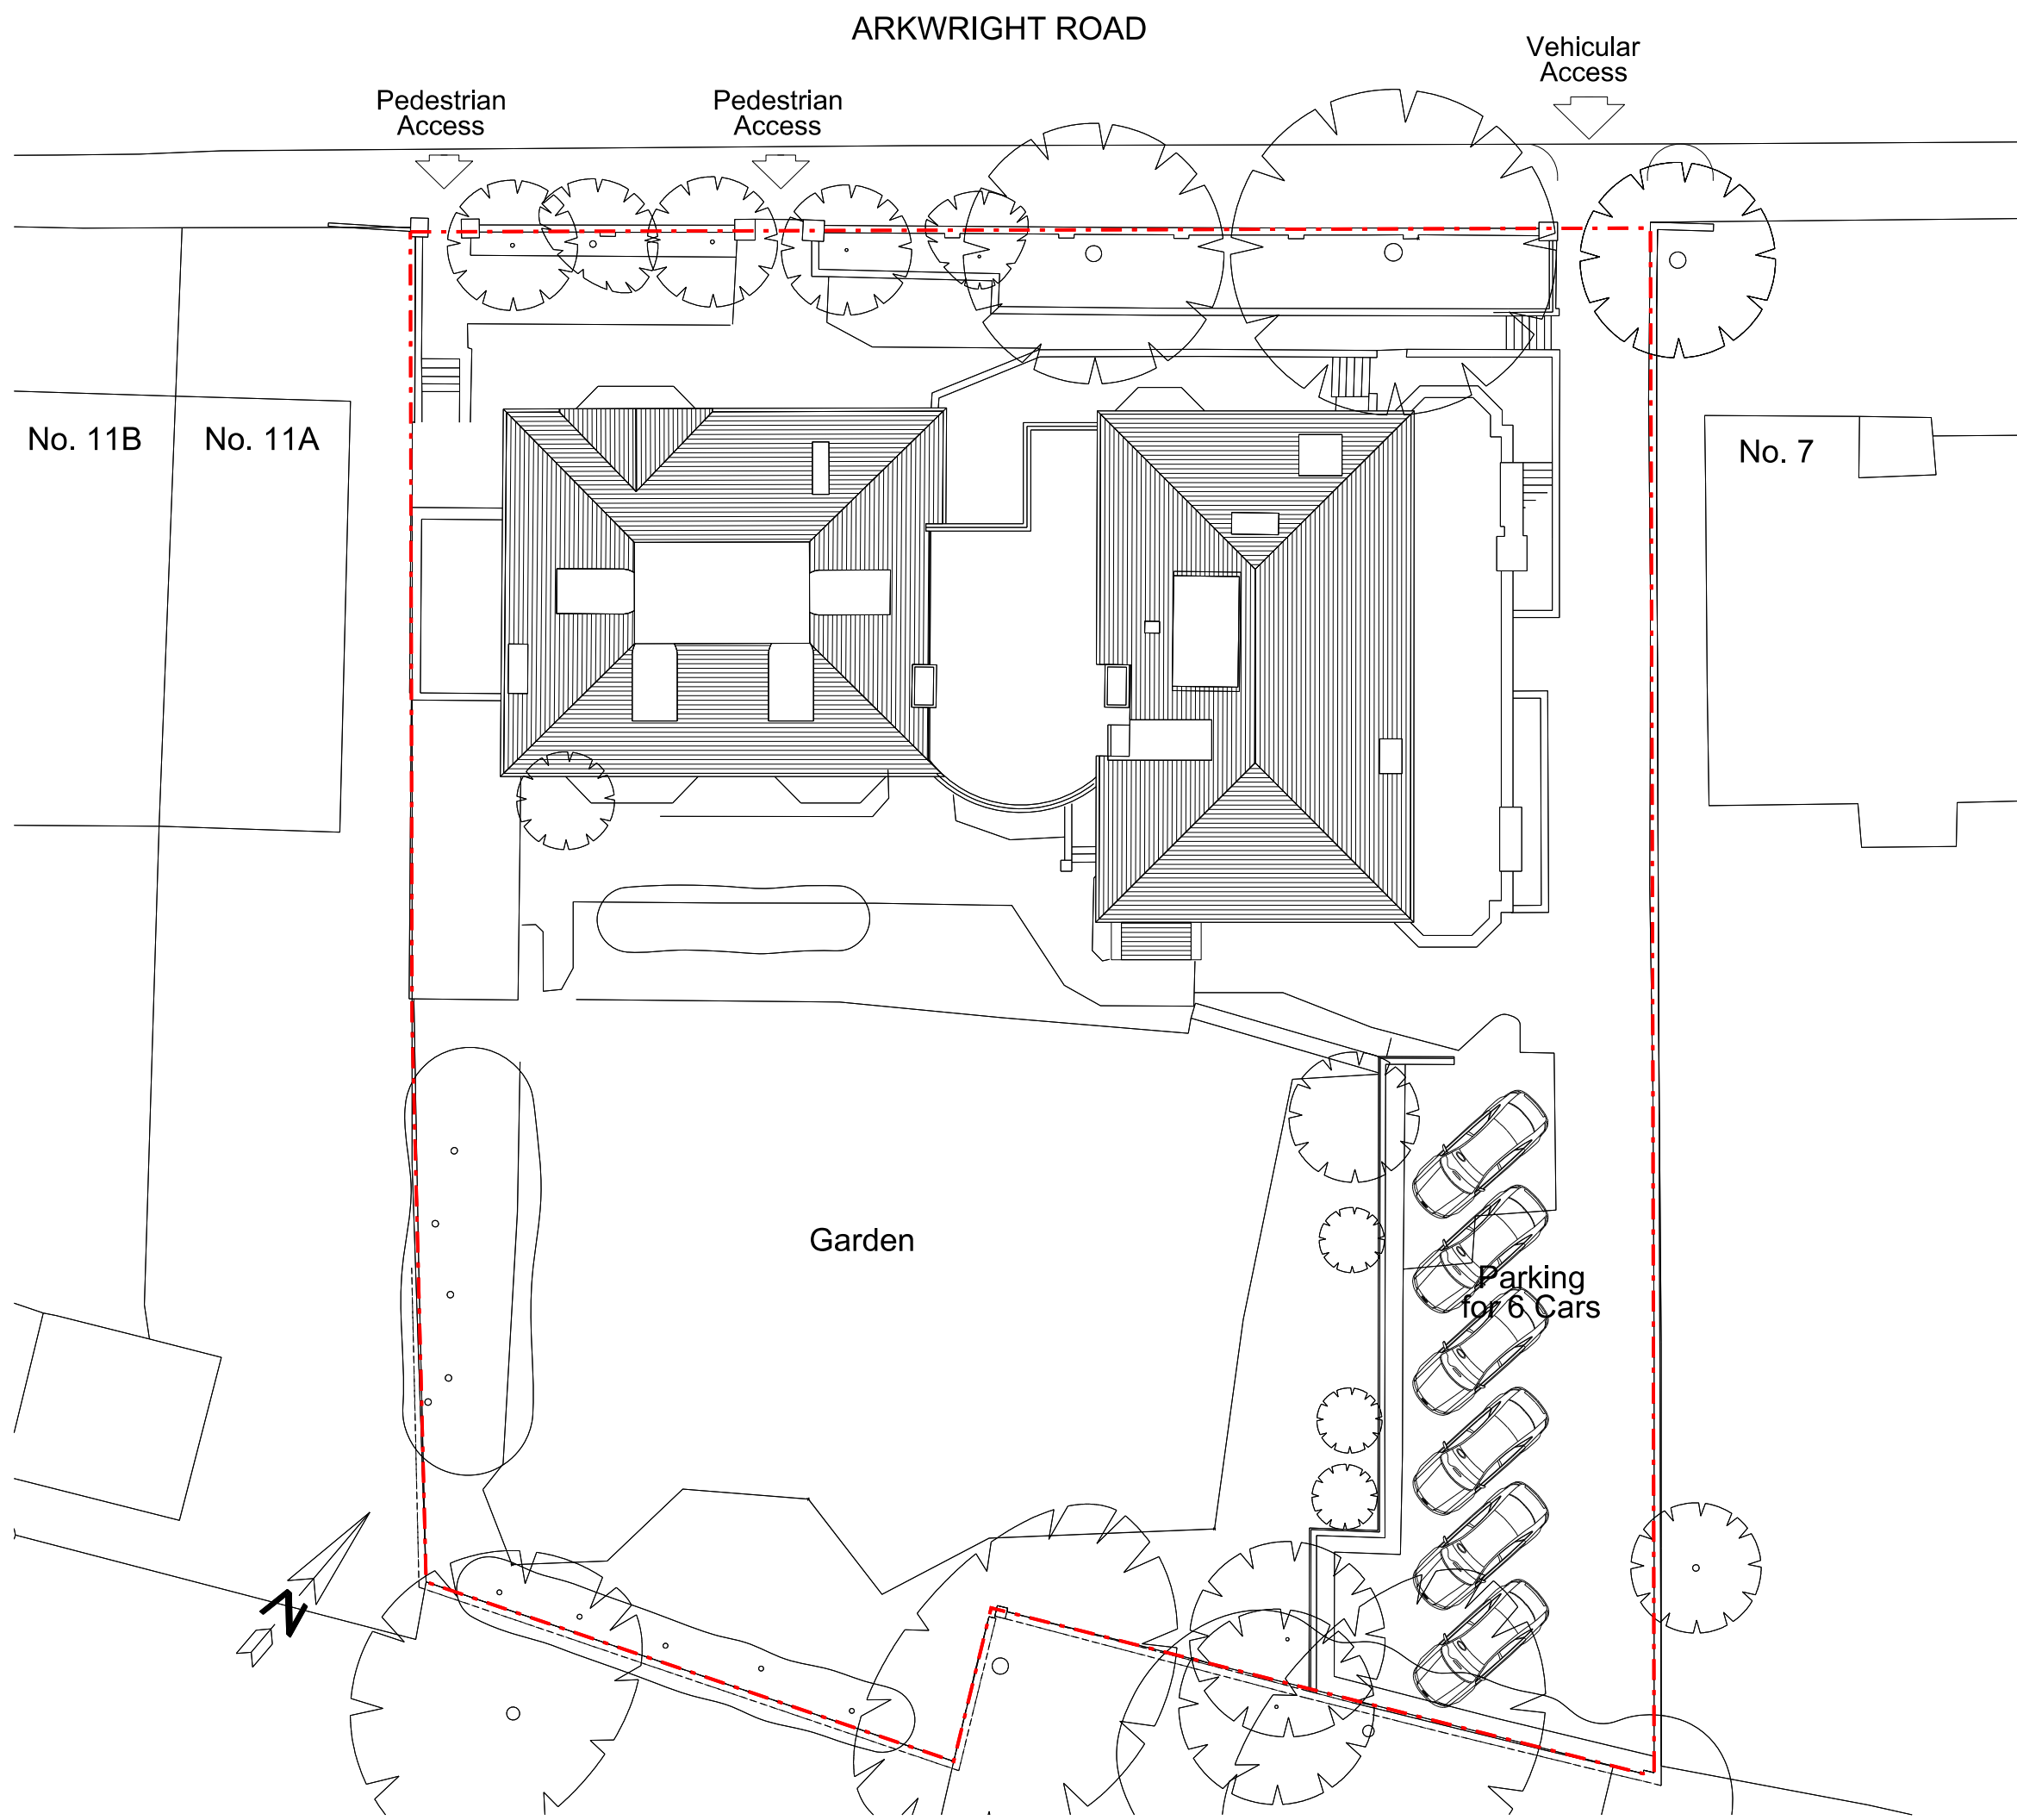 ARKWRIGHT ROAD
Vehicular
Access
Pedestrian
Access
Pedestrian
Access
No. 11B
No. 11A
No. 7
Garden
Parking
for 6 Cars
N